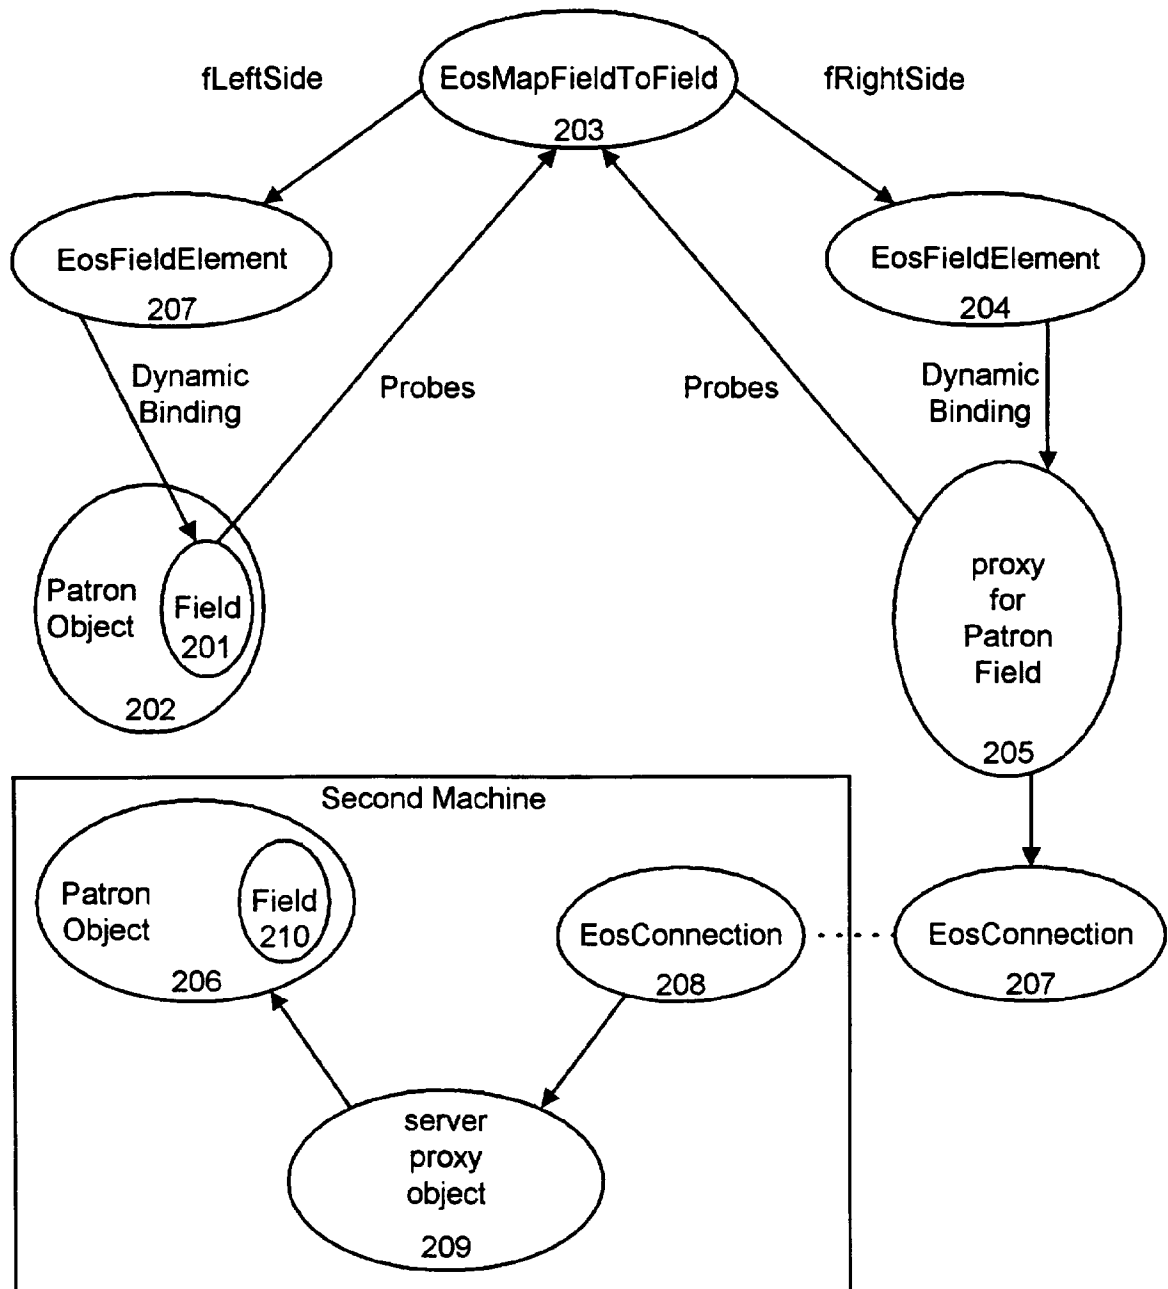 fLeftSide
EosMapFieldToField
203
fRightSide
EosFieldElement
207
EosFieldElement
204
Dynamic
Binding
Probes
Probes
Dynamic
Binding
Patron
Object
202
Field
201
proxy
for
Patron
Field
205
Second Machine
Patron
Object
206
Field
210
EosConnection
208
EosConnection
207
server
proxy
object
209